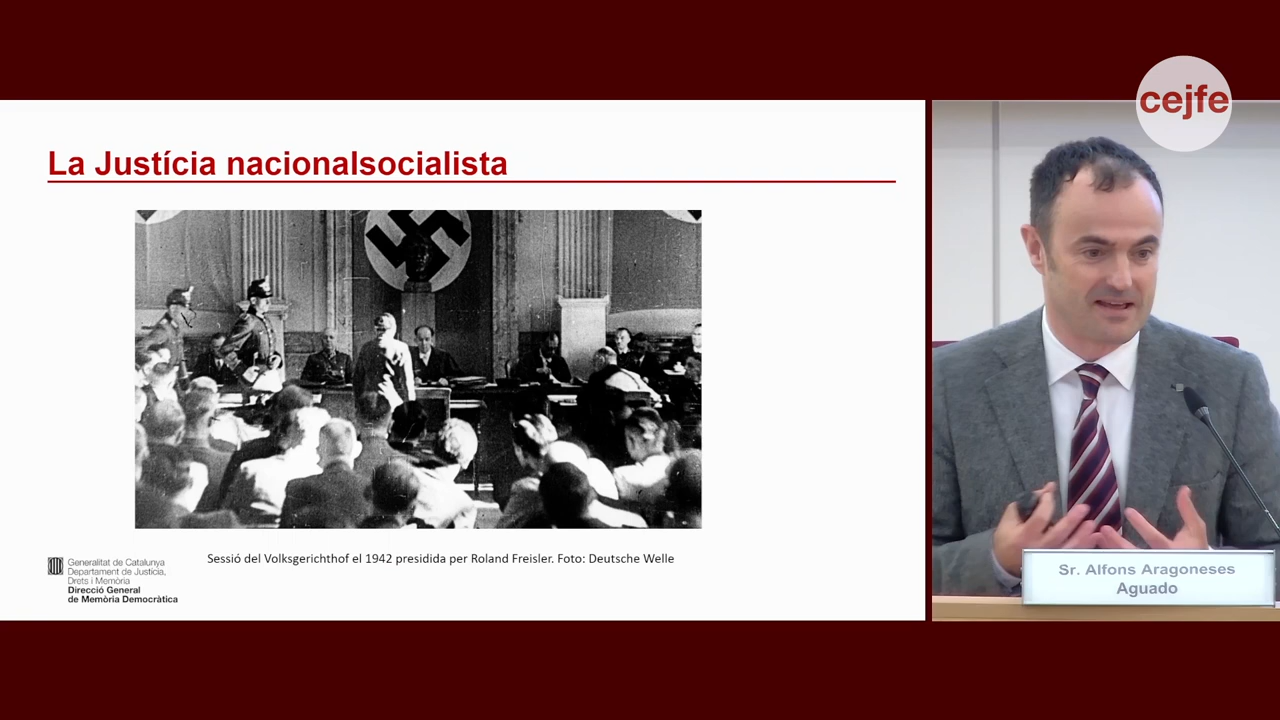 cejfe
La Justícia nacionalsocialista
Sessió del Volksgerichthof el 1942 presidida per Roland Freisler. Foto: Deutsche Welle
Generalitat de Catalunya
Departament de Justícia,
Drets i Memòria
Direcció General
de Memòria Democràtica
Sr. Alfons Aragoneses
Aguado